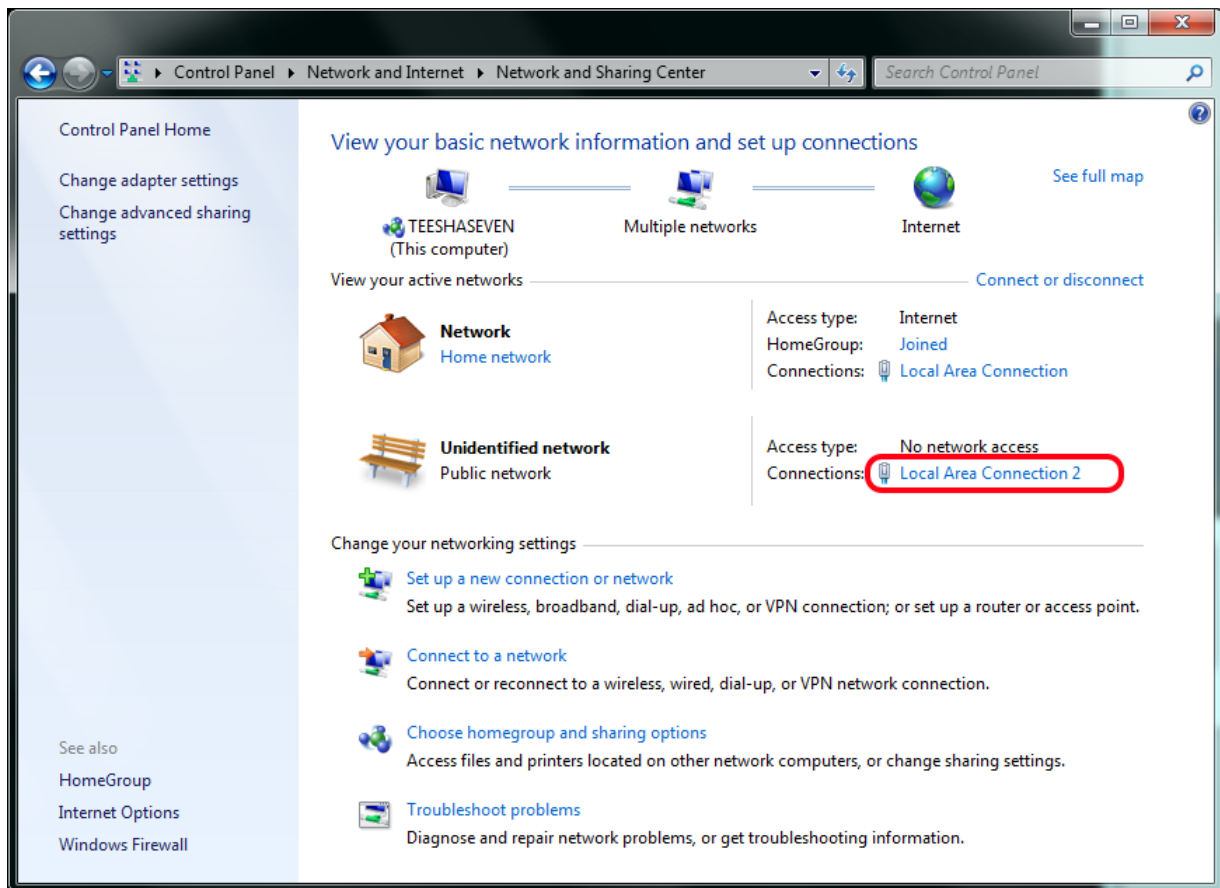 Control Panel ▸ Network and Internet ▸ Network and Sharing Center
Search Control Panel
Control Panel Home
Change adapter settings
Change advanced sharing
settings
See also
HomeGroup
Internet Options
Windows Firewall
View your basic network information and set up connections
See full map
TEESHASEVEN
(This computer)
Multiple networks
Internet
View your active networks
Connect or disconnect
Network
Home network
Access type: Internet
HomeGroup: Joined
Connections: Local Area Connection
Unidentified network
Public network
Access type: No network access
Connections: Local Area Connection 2
Change your networking settings
Set up a new connection or network
Set up a wireless, broadband, dial-up, ad hoc, or VPN connection; or set up a router or access point.
Connect to a network
Connect or reconnect to a wireless, wired, dial-up, or VPN network connection.
Choose homegroup and sharing options
Access files and printers located on other network computers, or change sharing settings.
Troubleshoot problems
Diagnose and repair network problems, or get troubleshooting information.